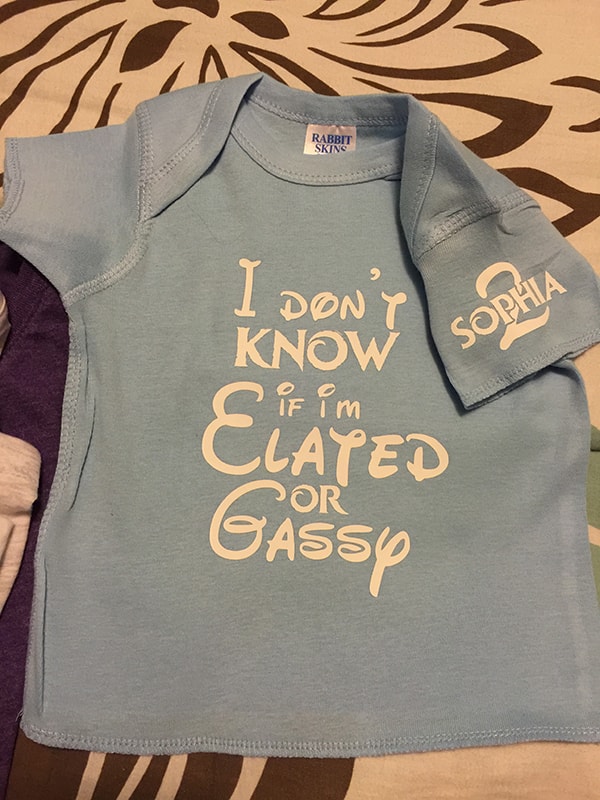 RABBIT
SKINS
I DON'T
KNOW
IF I'M
ELATED
OR
GASSY
2
SOPHIA